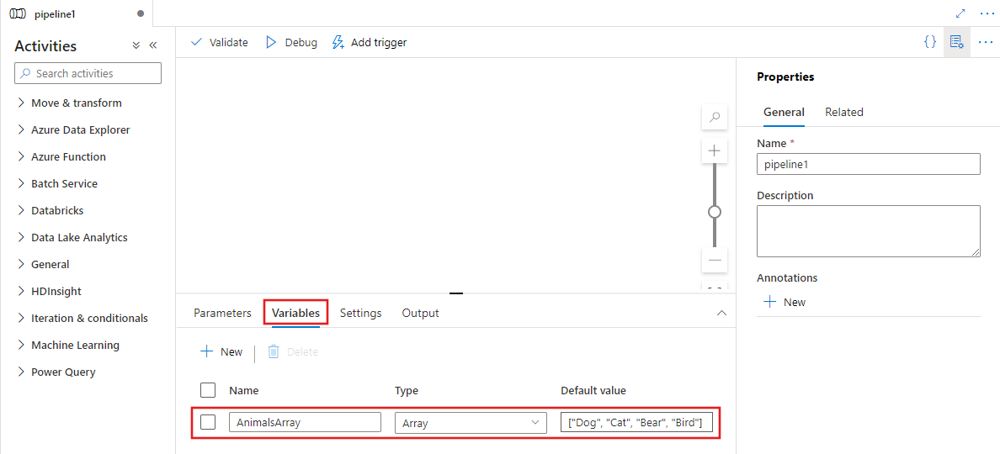 pipeline1
Activities
Search activities
Move & transform
Azure Data Explorer
Azure Function
Batch Service
Databricks
Data Lake Analytics
General
HDInsight
Iteration & conditionals
Machine Learning
Power Query
Validate Debug Add trigger
{}
Parameters Variables Settings Output
New Delete
Name Type Default value
AnimalsArray Array ["Dog", "Cat", "Bear", "Bird"]
Properties
General Related
Name *
pipeline1
Description
Annotations
New